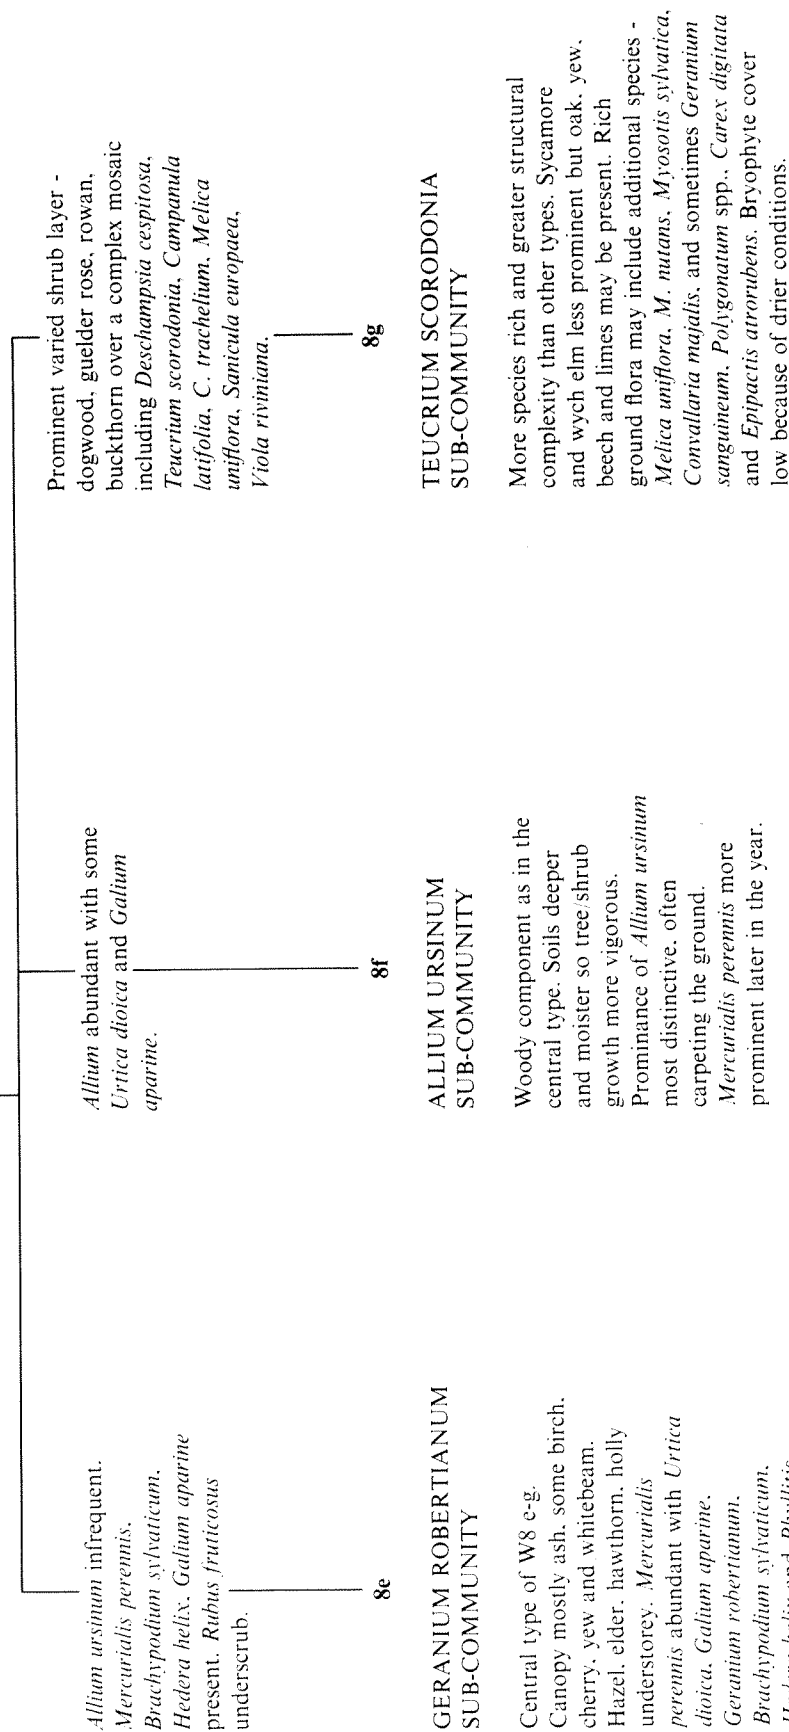 Allium ursinum infrequent.
Mercurialis perennis.
Brachypodium sylvaticum.
Hedera helix. Galium aparine
present. Rubus fruticosus
underscrub.
8e
GERANIUM ROBERTIANUM
SUB-COMMUNITY
Central type of W8 e-g.
Canopy mostly ash. some birch.
cherry. yew and whitebeam.
Hazel. elder. hawthorn. holly
understorey. Mercurialis
perennis abundant with Urtica
dioica. Galium aparine.
Geranium robertianum.
Brachypodium sylvaticum.
Hedera helix and Phyllitis
Allium abundant with some
Urtica dioica and Galium
aparine.
8f
ALLIUM URSINUM
SUB-COMMUNITY
Woody component as in the
central type. Soils deeper
and moister so tree/shrub
growth more vigorous.
Prominance of Allium ursinum
most distinctive. often
carpeting the ground.
Mercurialis perennis more
prominent later in the year.
Prominent varied shrub layer -
dogwood, guelder rose, rowan,
buckthorn over a complex mosaic
including Deschampsia cespitosa,
Teucrium scorodonia, Campanula
latifolia, C. trachelium, Melica
uniflora, Sanicula europaea,
Viola riviniana.
8g
TEUCRIUM SCORODONIA
SUB-COMMUNITY
More species rich and greater structural
complexity than other types. Sycamore
and wych elm less prominent but oak. yew.
beech and limes may be present. Rich
ground flora may include additional species -
Melica uniflora, M. nutans, Myosotis sylvatica,
Convallaria majalis, and sometimes Geranium
sanguineum, Polygonatum spp., Carex digitata
and Epipactis atrorubens. Bryophyte cover
low because of drier conditions.